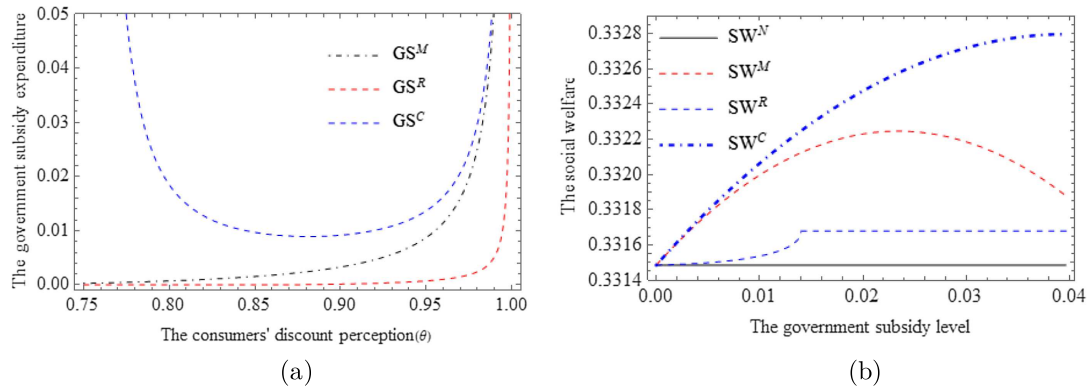 The government subsidy expenditure
0.05
0.04
0.03
0.02
0.01
0.00
GS^M
GS^R
GS^C
0.75 0.80 0.85 0.90 0.95 1.00
The consumers' discount perception(θ)
(a)
The social welfare
0.3328
0.3326
0.3324
0.3322
0.3320
0.3318
0.3316
0.3314
SW^N
SW^M
SW^R
SW^C
0.00 0.01 0.02 0.03 0.04
The government subsidy level
(b)